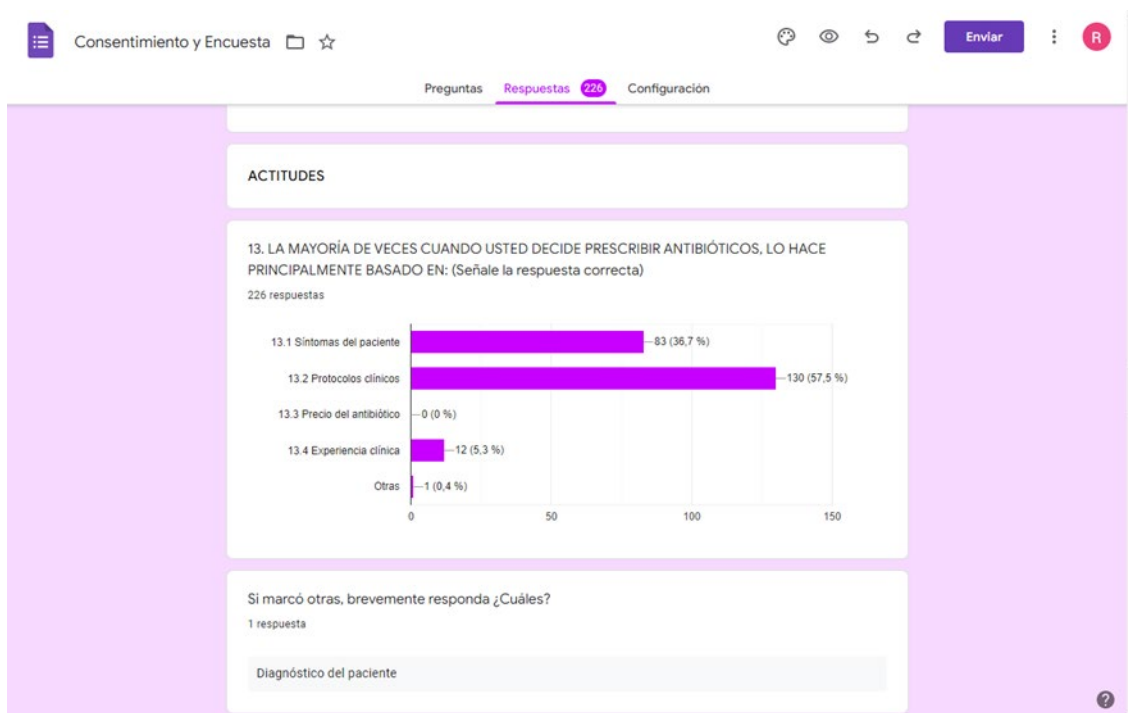 Consentimiento y Encuesta
Enviar
R
Preguntas
Respuestas 226
Configuración
ACTITUDES
13. LA MAYORÍA DE VECES CUANDO USTED DECIDE PRESCRIBIR ANTIBIÓTICOS, LO HACE
PRINCIPALMENTE BASADO EN: (Señale la respuesta correcta)
226 respuestas
13.1 Síntomas del paciente
83 (36,7 %)
13.2 Protocolos clínicos
130 (57,5 %)
13.3 Precio del antibiótico
0 (0 %)
13.4 Experiencia clínica
12 (5,3 %)
Otras
1 (0,4 %)
0
50
100
150
Si marcó otras, brevemente responda ¿Cuáles?
1 respuesta
Diagnóstico del paciente
?